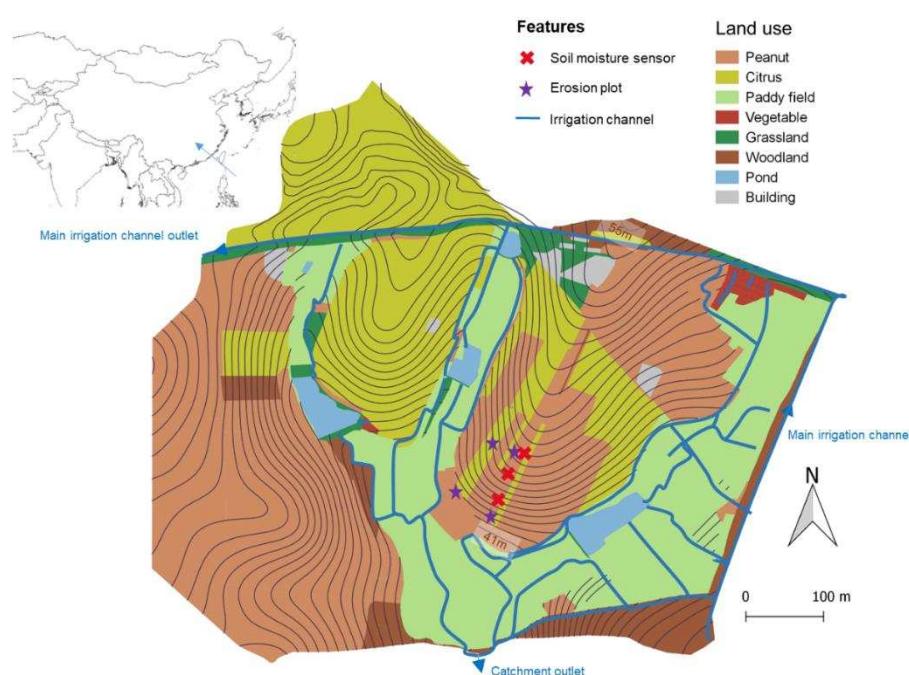 Features
Soil moisture sensor
Erosion plot
Irrigation channel
Land use
Peanut
Citrus
Paddy field
Vegetable
Grassland
Woodland
Pond
Building
Main irrigation channel outlet
55m
Main irrigation channel
N
41m
0 100 m
Catchment outlet